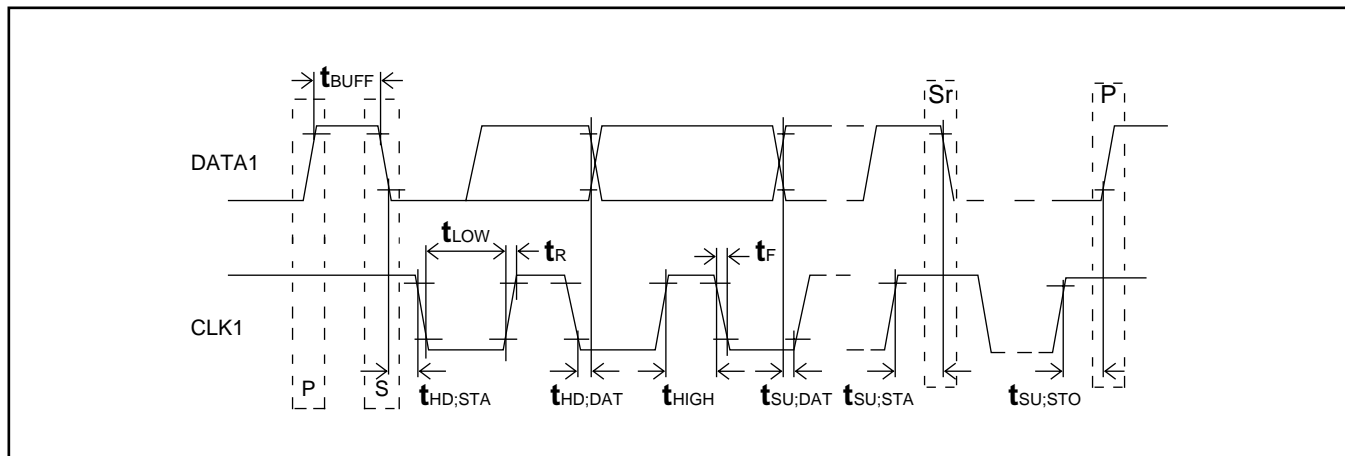 tBUFF
Sr
P
DATA1
tLOW
tR
tF
CLK1
P
S
tHD;STA
tHD;DAT
tHIGH
tSU;DAT
tSU;STA
tSU;STO